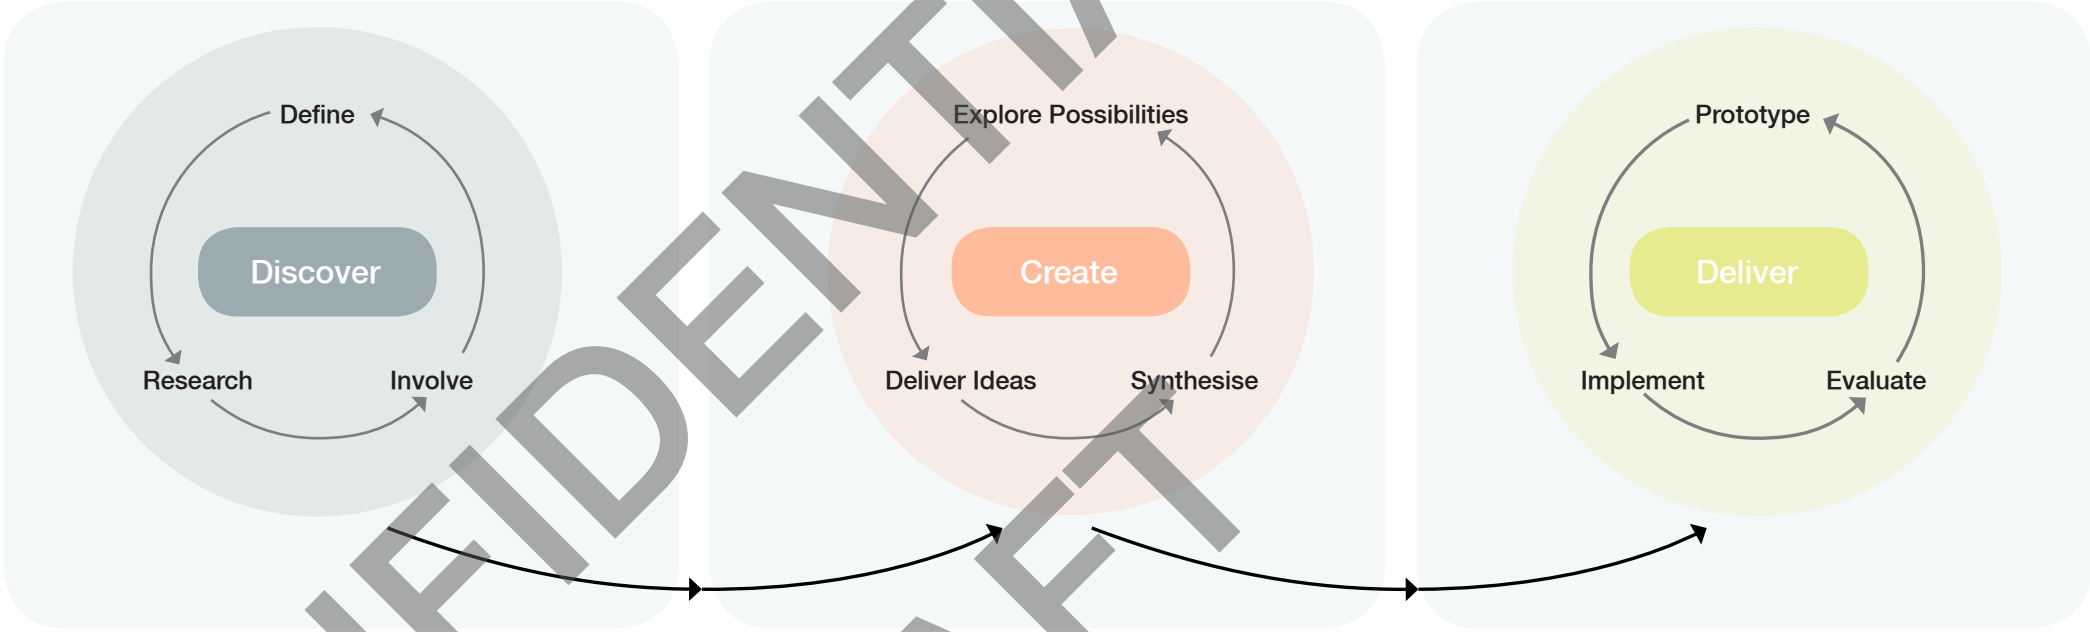 Define
Discover
Research
Involve
Explore Possibilities
Create
Deliver Ideas
Synthesise
Prototype
Deliver
Implement
Evaluate